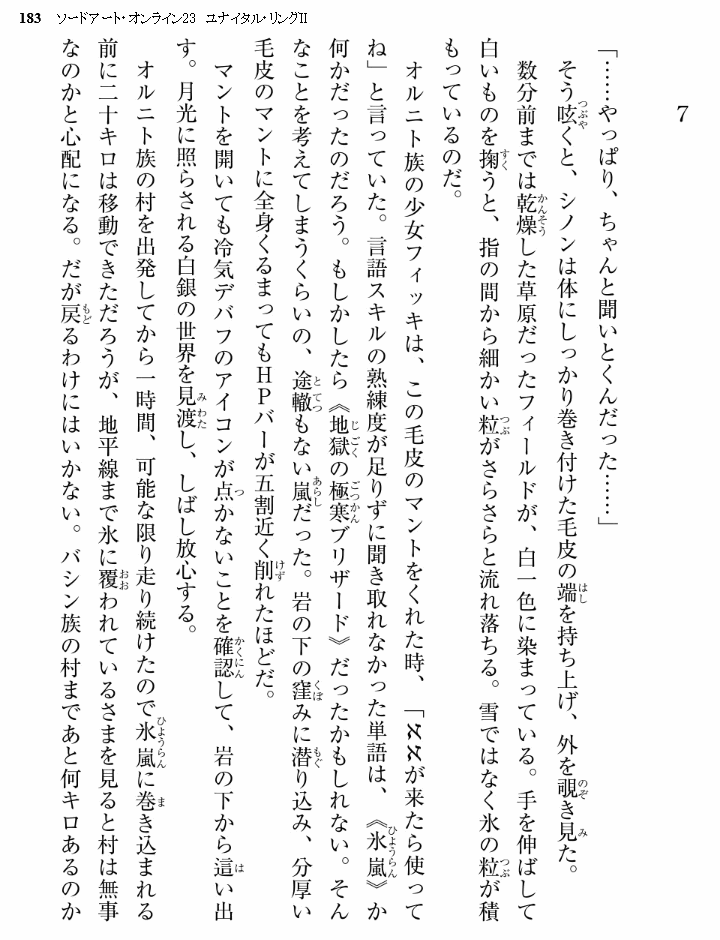 183 ソードアート・オンライン23 ユナイタル・リングⅡ
7
「……やっぱり、ちゃんと聞いとくんだった……」
そう呟くと、シノンは体にしっかり巻き付けた毛皮の端を持ち上げ、外を覗き見た。
数分前までは乾燥した草原だったフィールドが、白一色に染まっている。手を伸ばして
白いものを掬うと、指の間から細かい粒がさらさらと流れ落ちる。雪ではなく氷の粒が積
もっているのだ。
オルニト族の少女フィッキは、この毛皮のマントをくれた時、「ℵℵが来たら使って
ね」と言っていた。言語スキルの熟練度が足りずに聞き取れなかった単語は、《氷嵐》か
何かだったのだろう。もしかしたら《地獄の極寒ブリザード》だったかもしれない。そん
なことを考えてしまうくらいの、途轍もない嵐だった。岩の下の窪みに潜り込み、分厚い
毛皮のマントに全身くるまってもＨＰバーが五割近く削れたほどだ。
マントを開いても冷気デバフのアイコンが点かないことを確認して、岩の下から這い出
す。月光に照らされる白銀の世界を見渡し、しばし放心する。
オルニト族の村を出発してから一時間、可能な限り走り続けたので氷嵐に巻き込まれる
前に二十キロは移動できただろうが、地平線まで氷に覆われているさまを見ると村は無事
なのかと心配になる。だが戻るわけにはいかない。バシン族の村まであと何キロあるのか